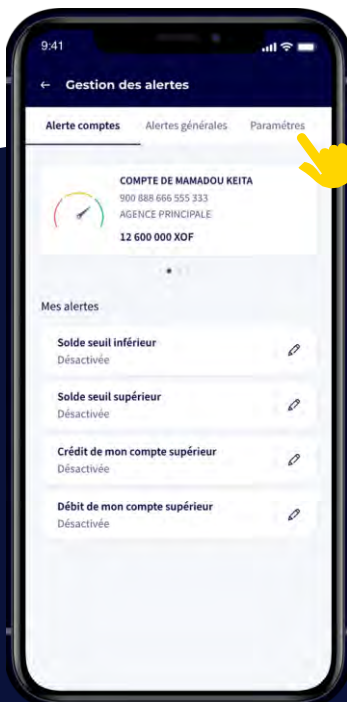 9:41
← Gestion des alertes
Alerte comptes Alertes générales Paramétres
COMPTE DE MAMADOU KEITA
900 888 666 555 333
AGENCE PRINCIPALE
12 600 000 XOF
Mes alertes
Solde seuil inférieur
Désactivée
Solde seuil supérieur
Désactivée
Crédit de mon compte supérieur
Désactivée
Débit de mon compte supérieur
Désactivée